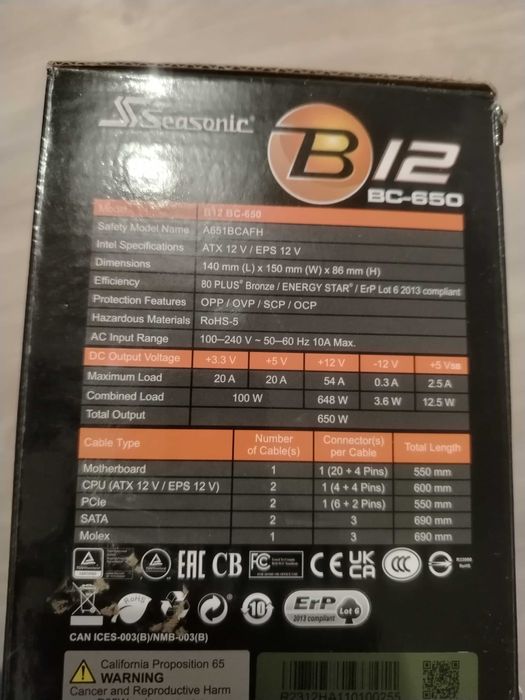 Seasonic
B12
BC-650
Model B12 BC-650
Safety Model Name A651BCAFH
Intel Specifications ATX 12 V / EPS 12 V
Dimensions 140 mm (L) x 150 mm (W) x 86 mm (H)
Efficiency 80 PLUS® Bronze / ENERGY STAR® / ErP Lot 6 2013 compliant
Protection Features OPP / OVP / SCP / OCP
Hazardous Materials RoHS-5
AC Input Range 100–240 V ~ 50–60 Hz 10A Max.
DC Output Voltage +3.3 V +5 V +12 V -12 V +5 VSB
Maximum Load 20 A 20 A 54 A 0.3 A 2.5 A
Combined Load 100 W 648 W 3.6 W 12.5 W
Total Output 650 W
Cable Type Number of Cable(s) Connector(s) per Cable Total Length
Motherboard 1 1 (20 + 4 Pins) 550 mm
CPU (ATX 12 V / EPS 12 V) 2 1 (4 + 4 Pins) 600 mm
PCIe 2 1 (6 + 2 Pins) 550 mm
SATA 2 3 690 mm
Molex 1 3 690 mm
EAC CB FC CE UKCA CCC
RoHS 10 ErP Lot 6
2013 compliant
CAN ICES-003(B)/NMB-003(B)
California Proposition 65
WARNING
Cancer and Reproductive Harm
R2312HA110100255